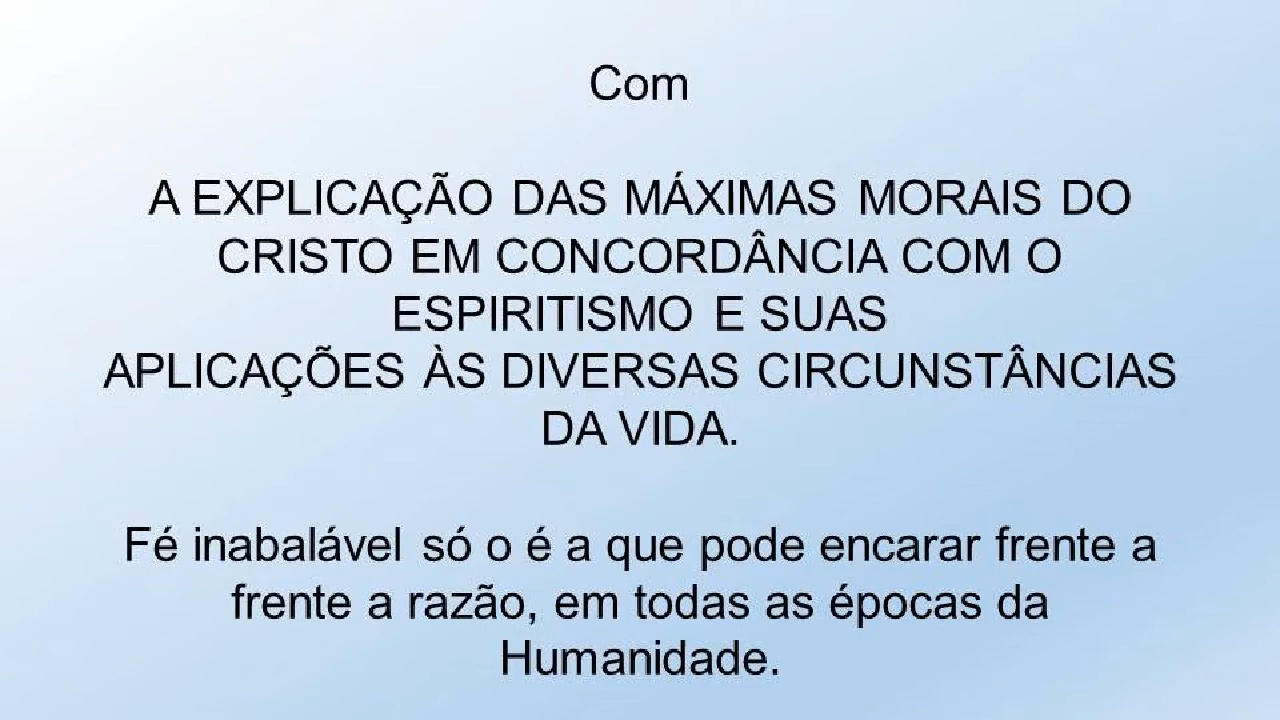 Com
A EXPLICAÇÃO DAS MÁXIMAS MORAIS DO
CRISTO EM CONCORDÂNCIA COM O
ESPIRITISMO E SUAS
APLICAÇÕES ÀS DIVERSAS CIRCUNSTÂNCIAS
DA VIDA.
Fé inabalável só o é a que pode encarar frente a
frente a razão, em todas as épocas da
Humanidade.